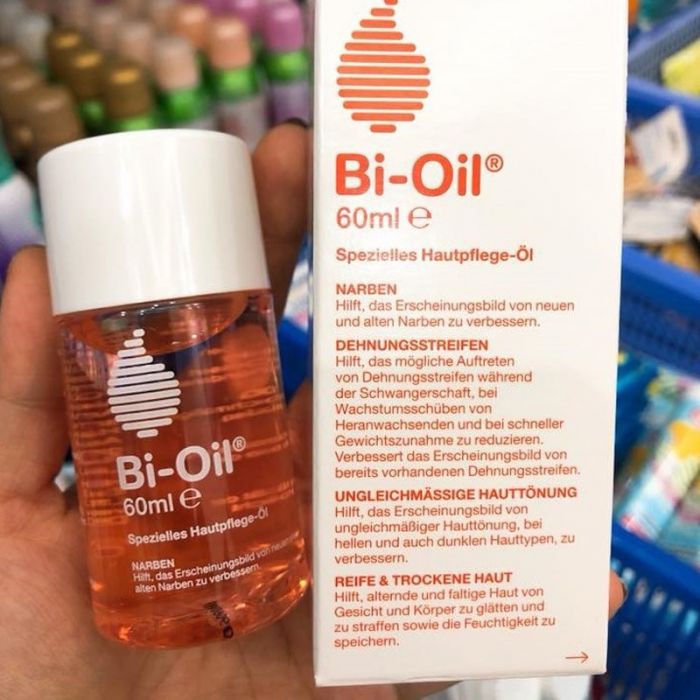 Bi-Oil®
60ml ℮
Spezielles Hautpflege-Öl
NARBEN
Hilft, das Erscheinungsbild von neuen
alten Narben zu verbessern.
Bi-Oil®
60ml ℮
Spezielles Hautpflege-Öl
NARBEN
Hilft, das Erscheinungsbild von neuen
und alten Narben zu verbessern.
DEHNUNGSSTREIFEN
Hilft, das mögliche Auftreten
von Dehnungsstreifen während
der Schwangerschaft, bei
Wachstumsschüben von
Heranwachsenden und bei schneller
Gewichtszunahme zu reduzieren.
Verbessert das Erscheinungsbild von
bereits vorhandenen Dehnungsstreifen.
UNGLEICHMÄSSIGE HAUTTÖNUNG
Hilft, das Erscheinungsbild von
ungleichmäßiger Hauttönung, bei
hellen und auch dunklen Hauttypen, zu
verbessern.
REIFE & TROCKENE HAUT
Hilft, alternde und faltige Haut von
Gesicht und Körper zu glätten und
zu straffen sowie die Feuchtigkeit zu
speichern.